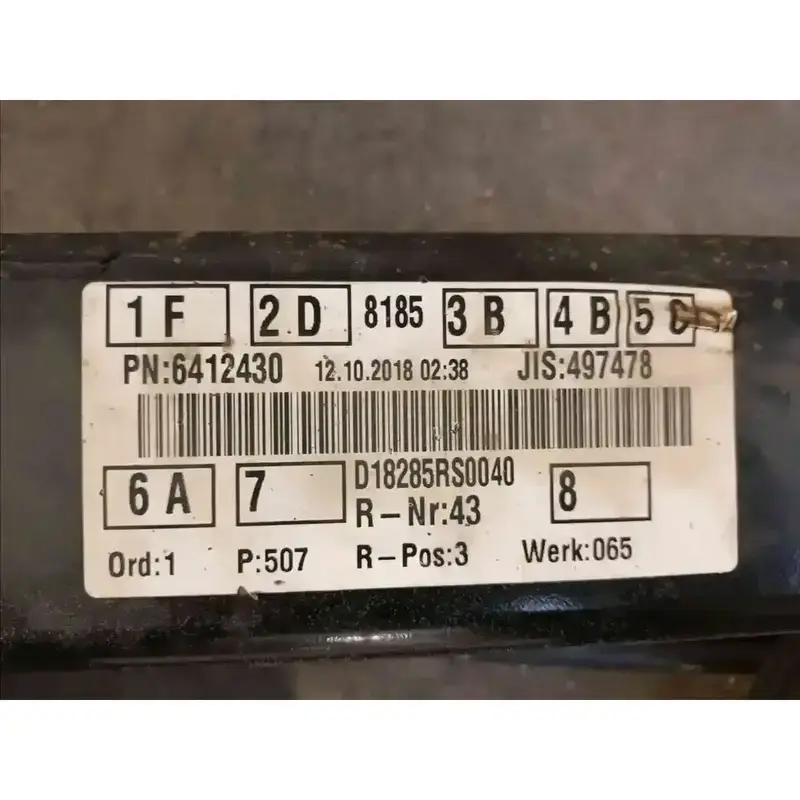 1 F 2 D 8185 3 B 4 B 5 C
PN:6412430 12.10.2018 02:38 JIS:497478
6 A 7 D18285RS0040 8
R-Nr:43
Ord:1 P:507 R-Pos:3 Werk:065